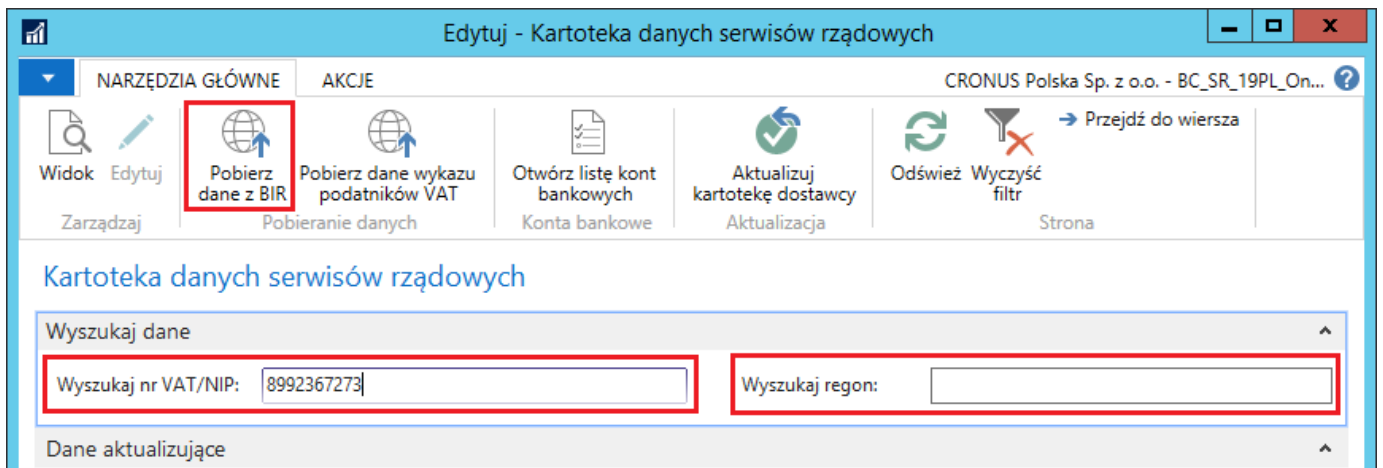 Edytuj - Kartoteka danych serwisów rządowych
NARZĘDZIA GŁÓWNE AKCJE CRONUS Polska Sp. z o.o. - BC_SR_19PL_On... ?
Widok Edytuj Pobierz dane z BIR Pobierz dane wykazu podatników VAT Otwórz listę kont bankowych Aktualizuj kartotekę dostawcy Odśwież Wyczyść filtr Przejdź do wiersza
Zarządzaj Pobieranie danych Konta bankowe Aktualizacja Strona
Kartoteka danych serwisów rządowych
Wyszukaj dane
Wyszukaj nr VAT/NIP: 8992367273 Wyszukaj regon:
Dane aktualizujące